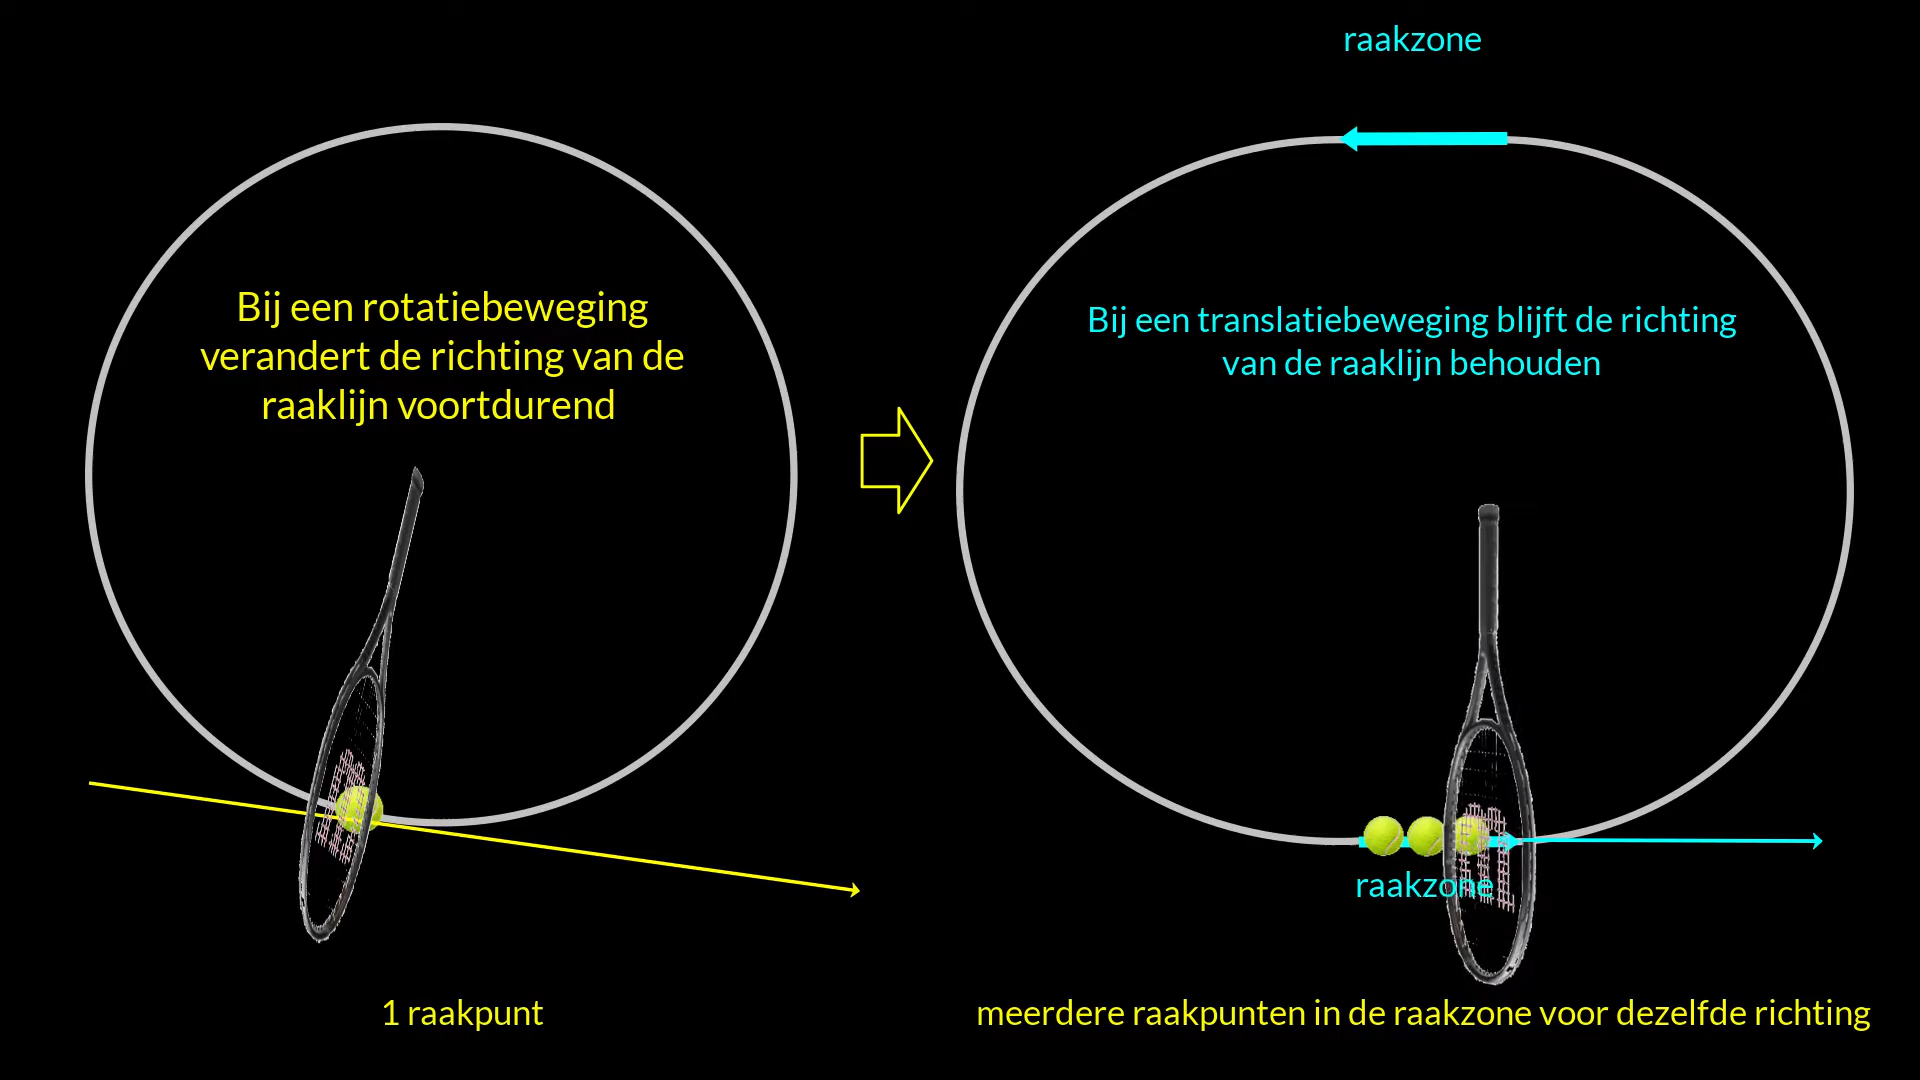 Bij een rotatiebeweging
verandert de richting van de
raaklijn voortdurend
1 raakpunt
raakzone
Bij een translatiebeweging blijft de richting
van de raaklijn behouden
raakzone
meerdere raakpunten in de raakzone voor dezelfde richting